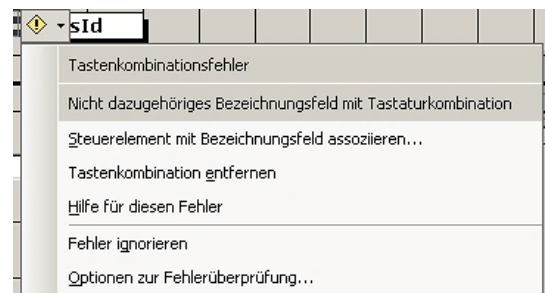 sId
Tastenkombinationsfehler
Nicht dazugehöriges Bezeichnungsfeld mit Tastaturkombination
Steuerelement mit Bezeichnungsfeld assoziieren...
Tastenkombination entfernen
Hilfe für diesen Fehler
Fehler ignorieren
Optionen zur Fehlerüberprüfung...